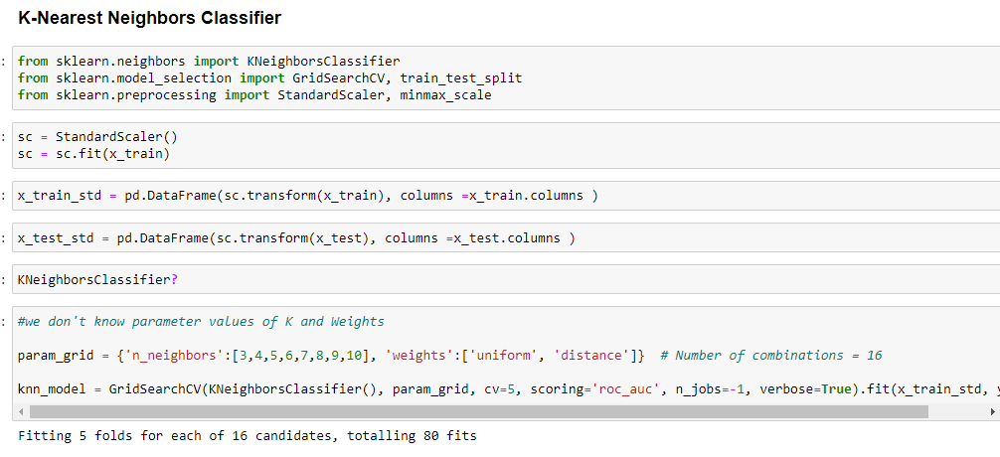 K-Nearest Neighbors Classifier
: from sklearn.neighbors import KNeighborsClassifier
from sklearn.model_selection import GridSearchCV, train_test_split
from sklearn.preprocessing import StandardScaler, minmax_scale
: sc = StandardScaler()
sc = sc.fit(x_train)
: x_train_std = pd.DataFrame(sc.transform(x_train), columns =x_train.columns )
: x_test_std = pd.DataFrame(sc.transform(x_test), columns =x_test.columns )
: KNeighborsClassifier?
: #we don't know parameter values of K and Weights
param_grid = {'n_neighbors':[3,4,5,6,7,8,9,10], 'weights':['uniform', 'distance']}  # Number of combinations = 16
knn_model = GridSearchCV(KNeighborsClassifier(), param_grid, cv=5, scoring='roc_auc', n_jobs=-1, verbose=True).fit(x_train_std,
Fitting 5 folds for each of 16 candidates, totalling 80 fits